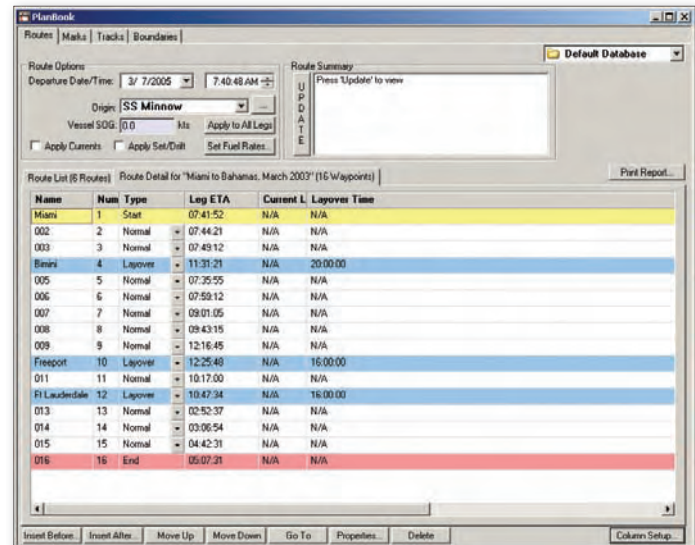 PlanBook
Routes Marks Tracks Boundaries
Default Database
Route Options
Departure Date/Time: 3/ 7/2005 7:40:48 AM
Origin: SS Minnow ...
Vessel SOG: 0.0 kts Apply to All Legs
Apply Currents Apply Set/Drift Set Fuel Rates...
Route Summary
UPDATE
Press 'Update' to view
Print Report...
Route List (6 Routes) Route Detail for "Miami to Bahamas, March 2003" (16 Waypoints)
Name Num Type Leg ETA Current L Layover Time
Miami 1 Start 07:41:52 N/A N/A
002 2 Normal 07:44:21 N/A N/A
003 3 Normal 07:49:12 N/A N/A
Bimini 4 Layover 11:31:21 N/A 20:00:00
005 5 Normal 07:35:55 N/A N/A
006 6 Normal 07:59:12 N/A N/A
007 7 Normal 09:01:05 N/A N/A
008 8 Normal 09:43:15 N/A N/A
009 9 Normal 12:16:45 N/A N/A
Freeport 10 Layover 12:25:48 N/A 16:00:00
011 11 Normal 10:17:00 N/A N/A
Ft Lauderdale 12 Layover 10:47:34 N/A 16:00:00
013 13 Normal 02:52:37 N/A N/A
014 14 Normal 03:06:54 N/A N/A
015 15 Normal 04:42:31 N/A N/A
016 16 End 05:07:31 N/A N/A
Insert Before... Insert After... Move Up Move Down Go To Properties... Delete Column Setup...